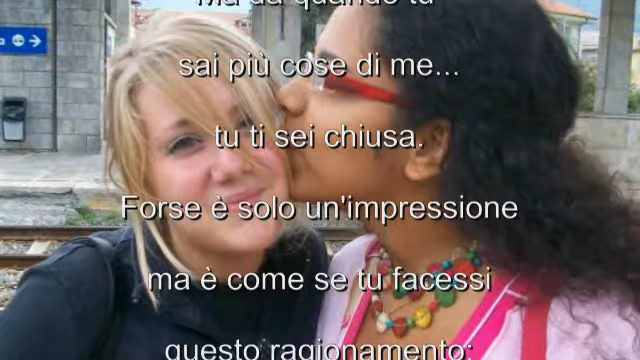 Ma da quando tu
sai più cose di me...
tu ti sei chiusa.
Forse è solo un'impressione
ma è come se tu facessi
questo ragionamento: